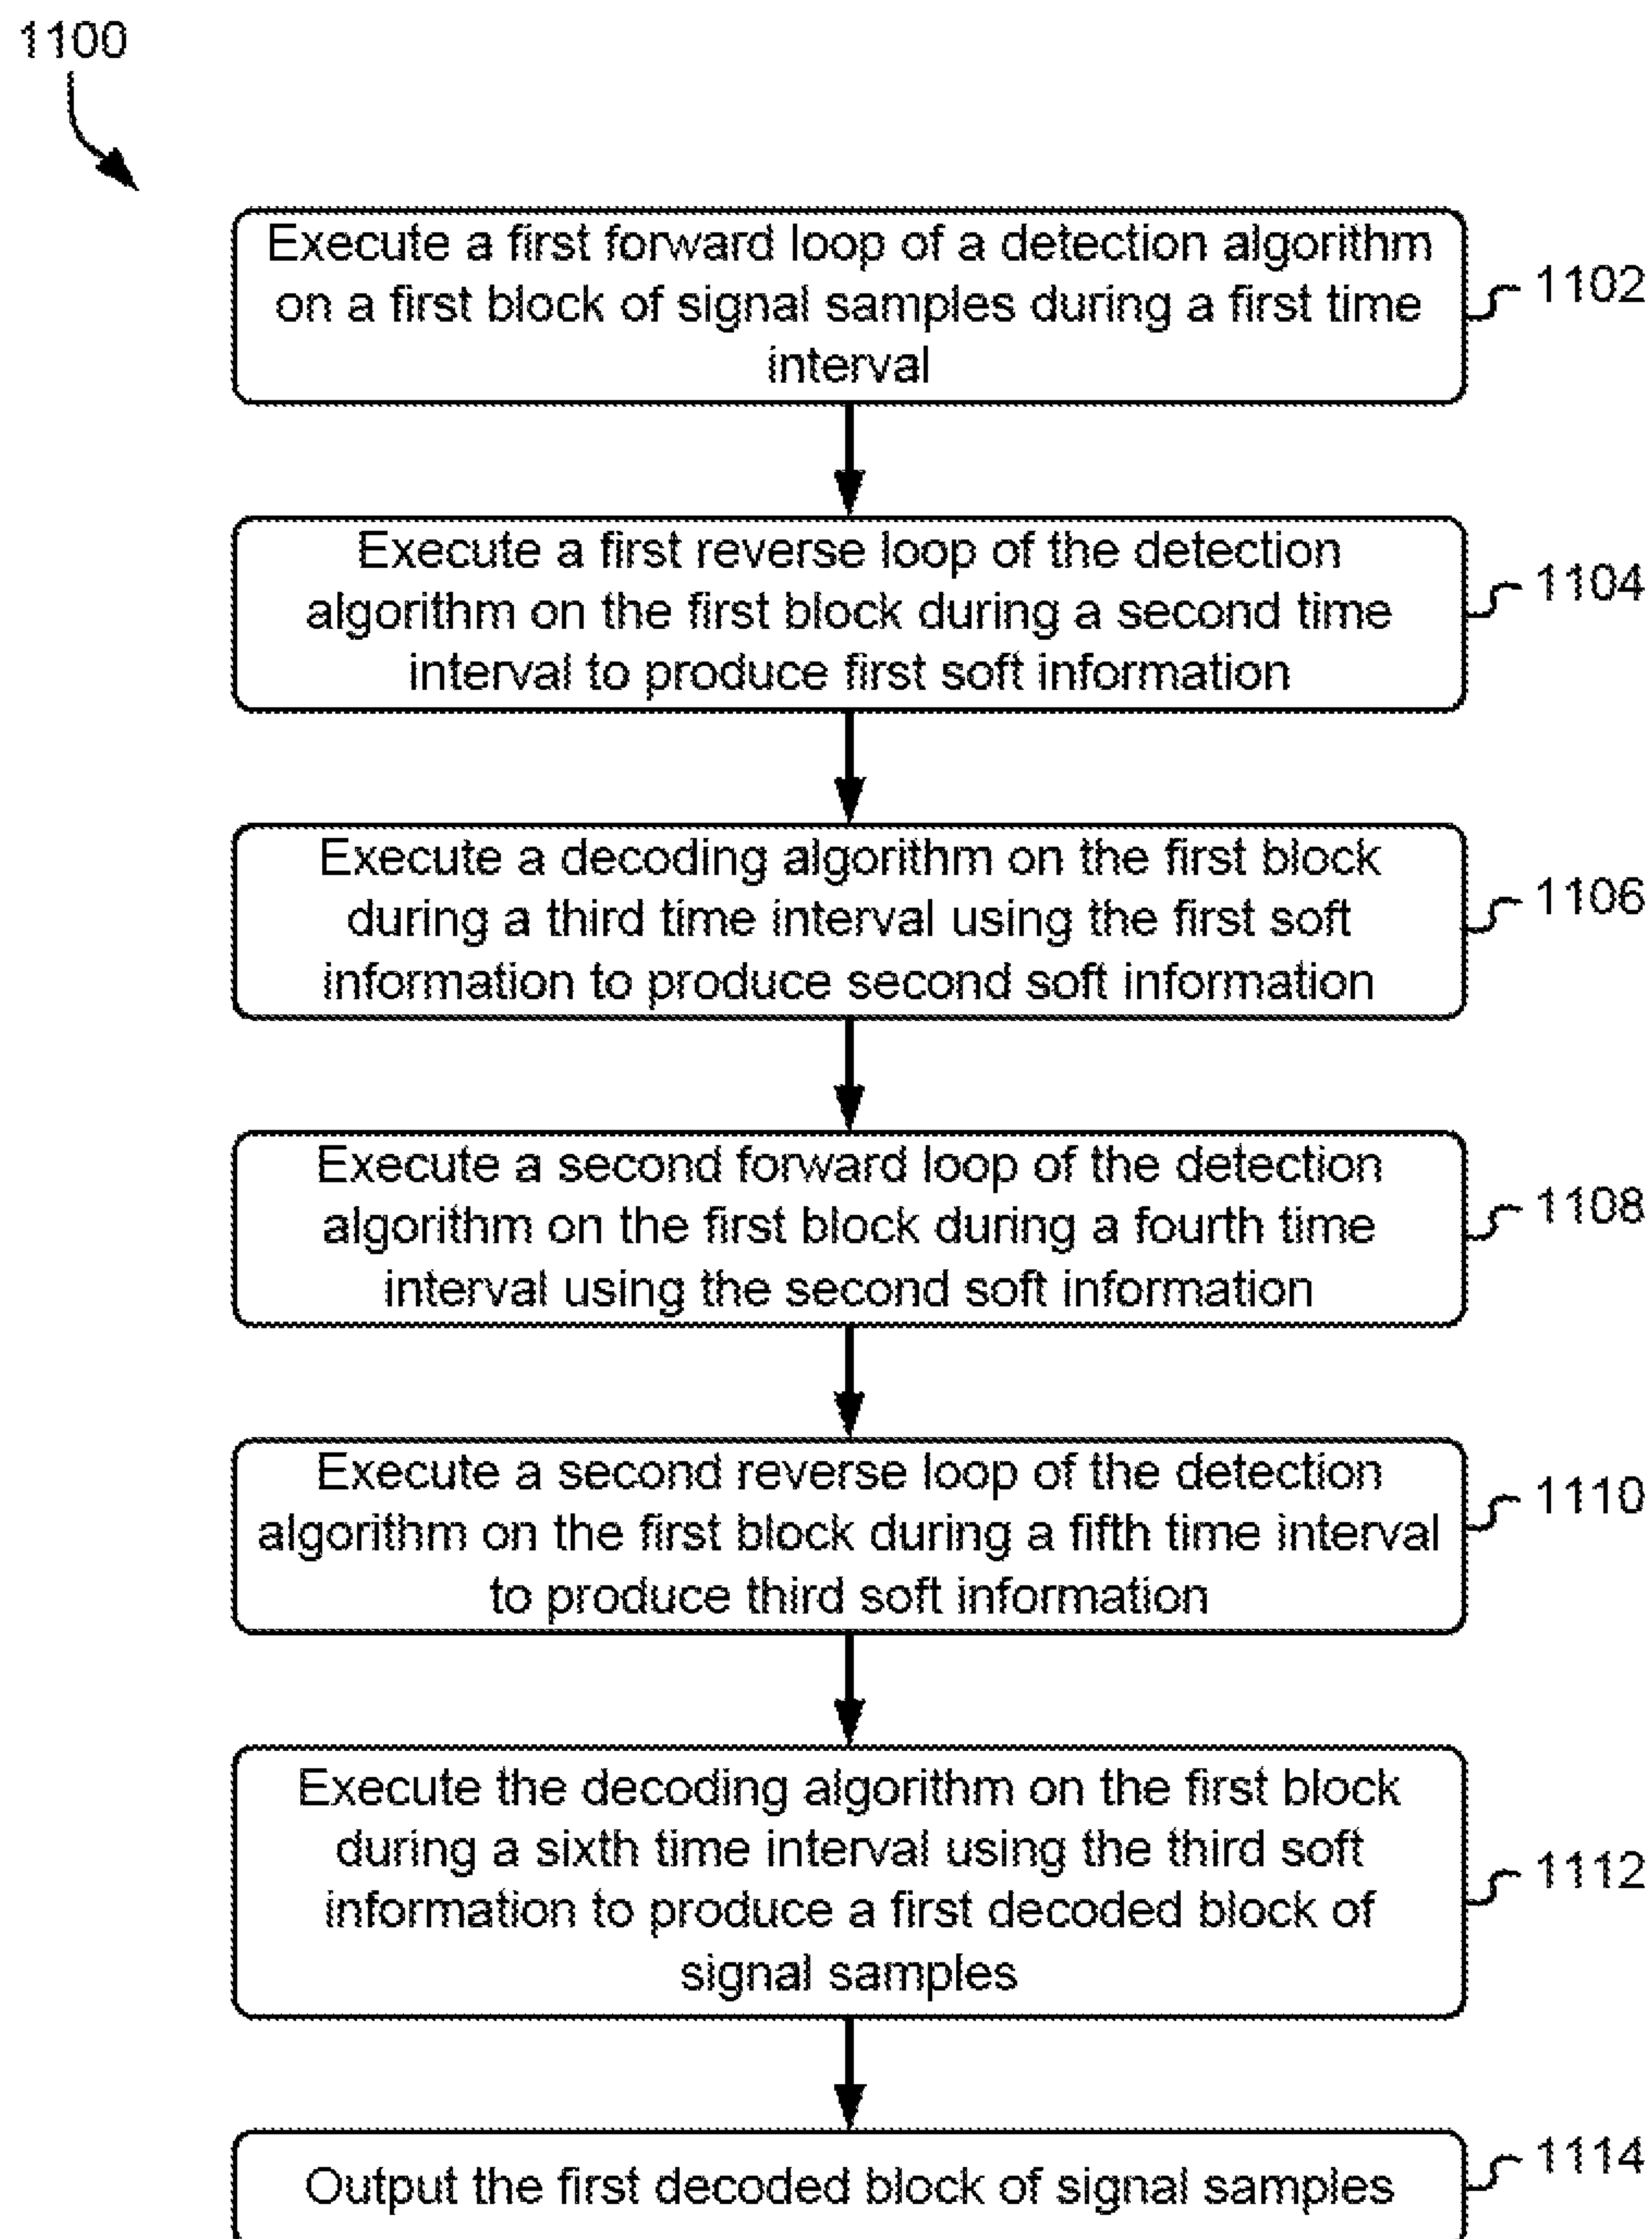 1100
Execute a first forward loop of a detection algorithm
on a first block of signal samples during a first time
interval
1102
Execute a first reverse loop of the detection
algorithm on the first block during a second time
interval to produce first soft information
1104
Execute a decoding algorithm on the first block
during a third time interval using the first soft
information to produce second soft information
1106
Execute a second forward loop of the detection
algorithm on the first block during a fourth time
interval using the second soft information
1108
Execute a second reverse loop of the detection
algorithm on the first block during a fifth time interval
to produce third soft information
1110
Execute the decoding algorithm on the first block
during a sixth time interval using the third soft
information to produce a first decoded block of
signal samples
1112
Output the first decoded block of signal samples
1114